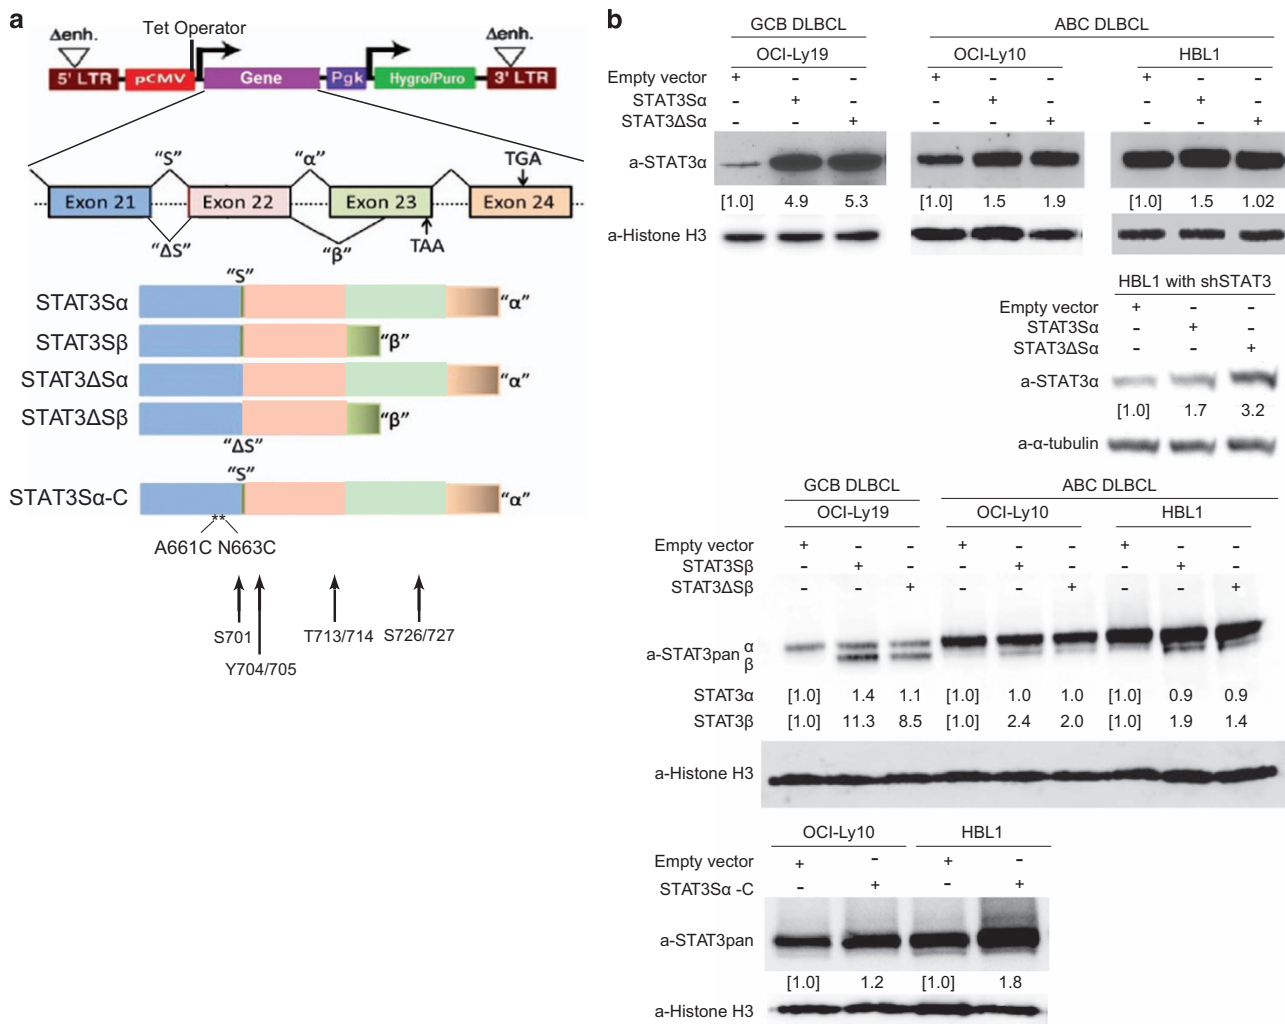 a
Δenh.
Tet Operator
Δenh.
5' LTR
pCMV
Gene
Pgk
Hygro/Puro
3' LTR
"S"
"α"
TGA
Exon 21
Exon 22
Exon 23
Exon 24
"ΔS"
"β"
TAA
"S"
STAT3Sα
"α"
STAT3Sβ
"β"
STAT3ΔSα
"α"
STAT3ΔSβ
"β"
"ΔS"
"S"
STAT3Sα-C
"α"
**
A661C N663C
S701
Y704/705
T713/714
S726/727
b
GCB DLBCL
ABC DLBCL
OCI-Ly19
OCI-Ly10
HBL1
Empty vector + - - + - - + - -
STAT3Sα - + - - + - - + -
STAT3ΔSα - - + - - + - - +
a-STAT3α
[1.0] 4.9 5.3 [1.0] 1.5 1.9 [1.0] 1.5 1.02
a-Histone H3
HBL1 with shSTAT3
Empty vector + - -
STAT3Sα - + -
STAT3ΔSα - - +
a-STAT3α
[1.0] 1.7 3.2
a-α-tubulin
GCB DLBCL
ABC DLBCL
OCI-Ly19
OCI-Ly10
HBL1
Empty vector + - - + - - + - -
STAT3Sβ - + - - + - - + -
STAT3ΔSβ - - + - - + - - +
a-STAT3pan α
β
STAT3α [1.0] 1.4 1.1 [1.0] 1.0 1.0 [1.0] 0.9 0.9
STAT3β [1.0] 11.3 8.5 [1.0] 2.4 2.0 [1.0] 1.9 1.4
a-Histone H3
OCI-Ly10
HBL1
Empty vector + - + -
STAT3Sα -C - + - +
a-STAT3pan
[1.0] 1.2 [1.0] 1.8
a-Histone H3